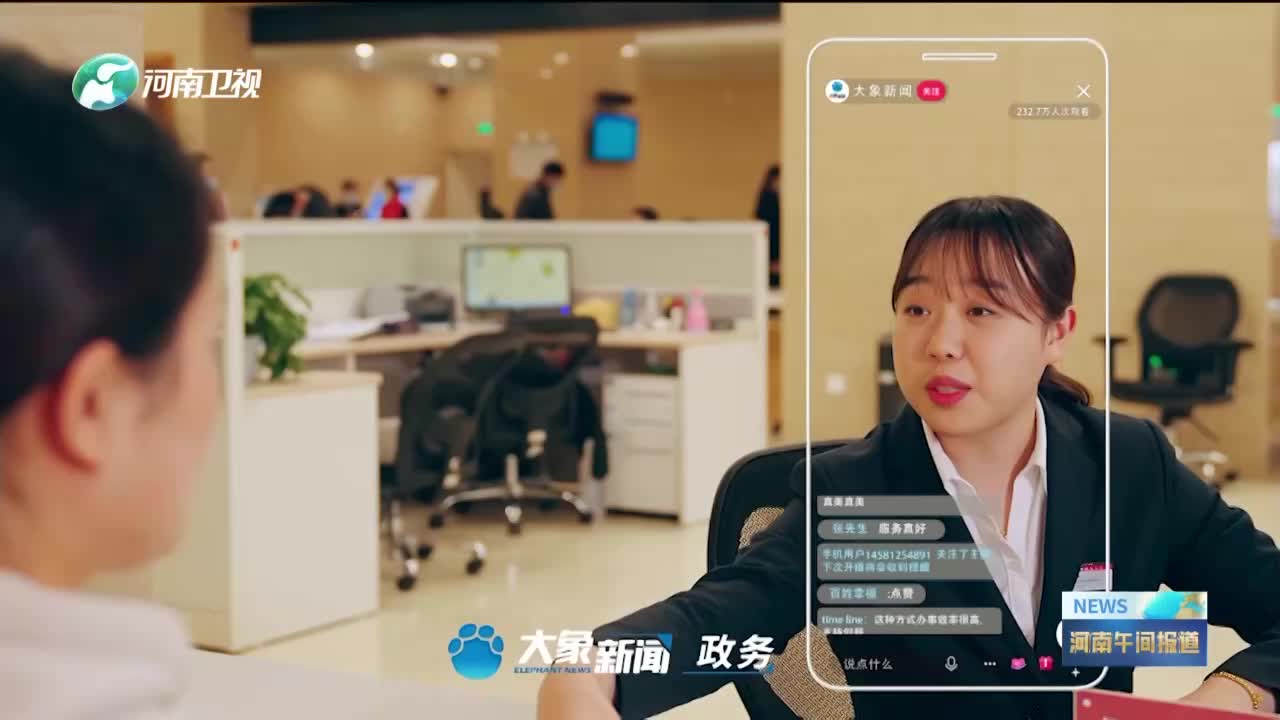 河南卫视
大象新闻 关注
232.7万人次观看
真美真美
张先生 服务真好
手机用户14581254891 关注了主播
下次开播将会收到提醒
百姓幸福 :点赞
time line: 这种方式办事效率很高,
说点什么
大象新闻 政务
ELEPHANT NEWS
NEWS
河南午间报道